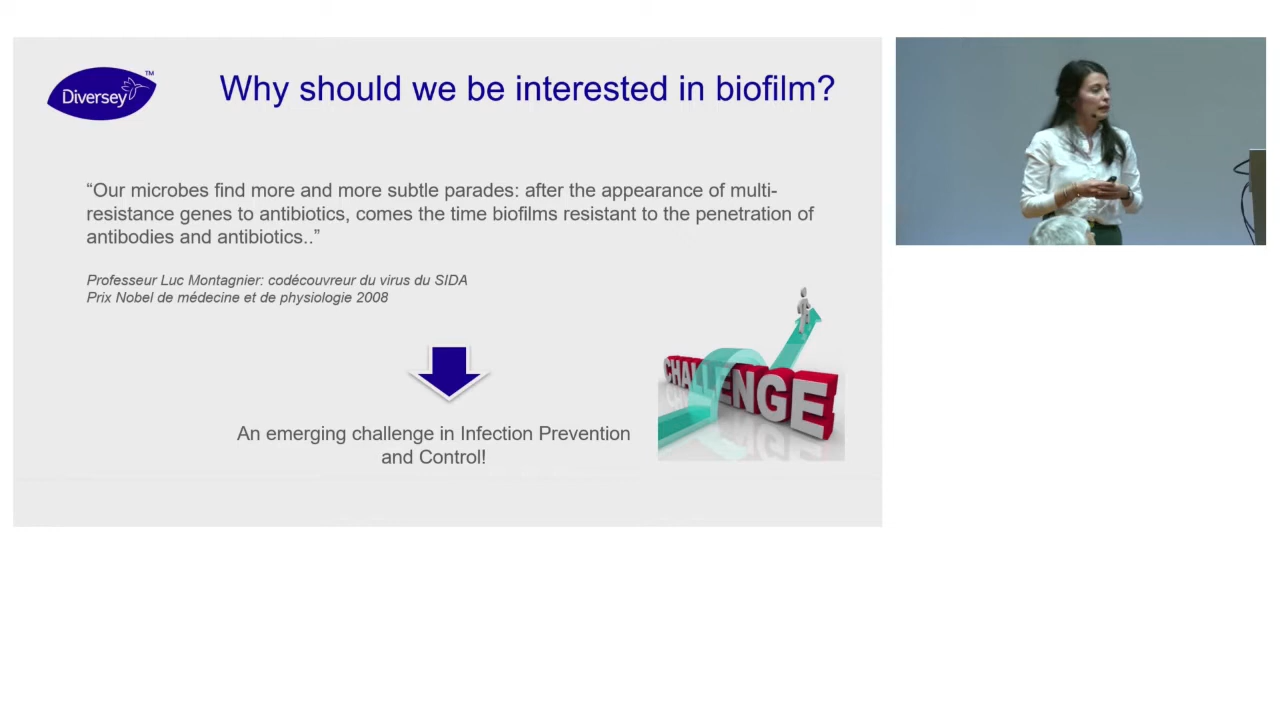 Diversey™
Why should we be interested in biofilm?
“Our microbes find more and more subtle parades: after the appearance of multi-
resistance genes to antibiotics, comes the time biofilms resistant to the penetration of
antibodies and antibiotics..”
Professeur Luc Montagnier: codécouvreur du virus du SIDA
Prix Nobel de médecine et de physiologie 2008
CHALLENGE
An emerging challenge in Infection Prevention
and Control!